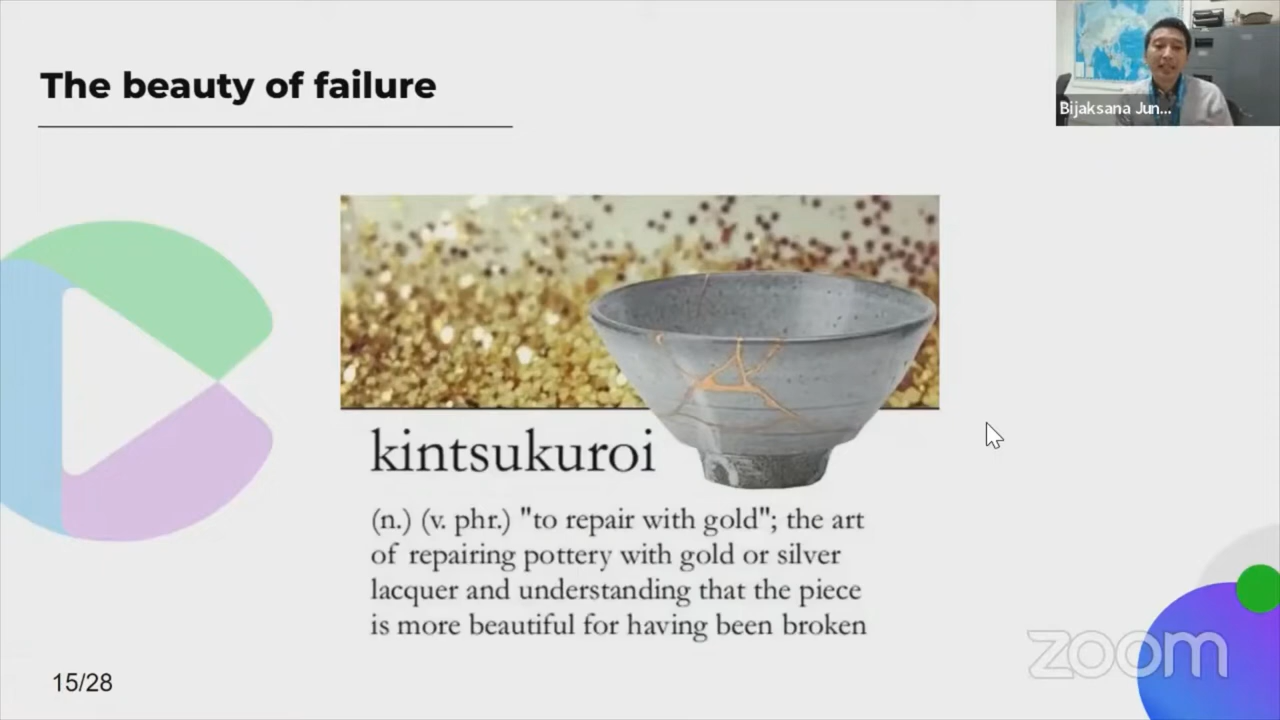 The beauty of failure
Bijaksana Jun...
kintsukuroi
(n.) (v. phr.) "to repair with gold"; the art
of repairing pottery with gold or silver
lacquer and understanding that the piece
is more beautiful for having been broken
15/28
zoom